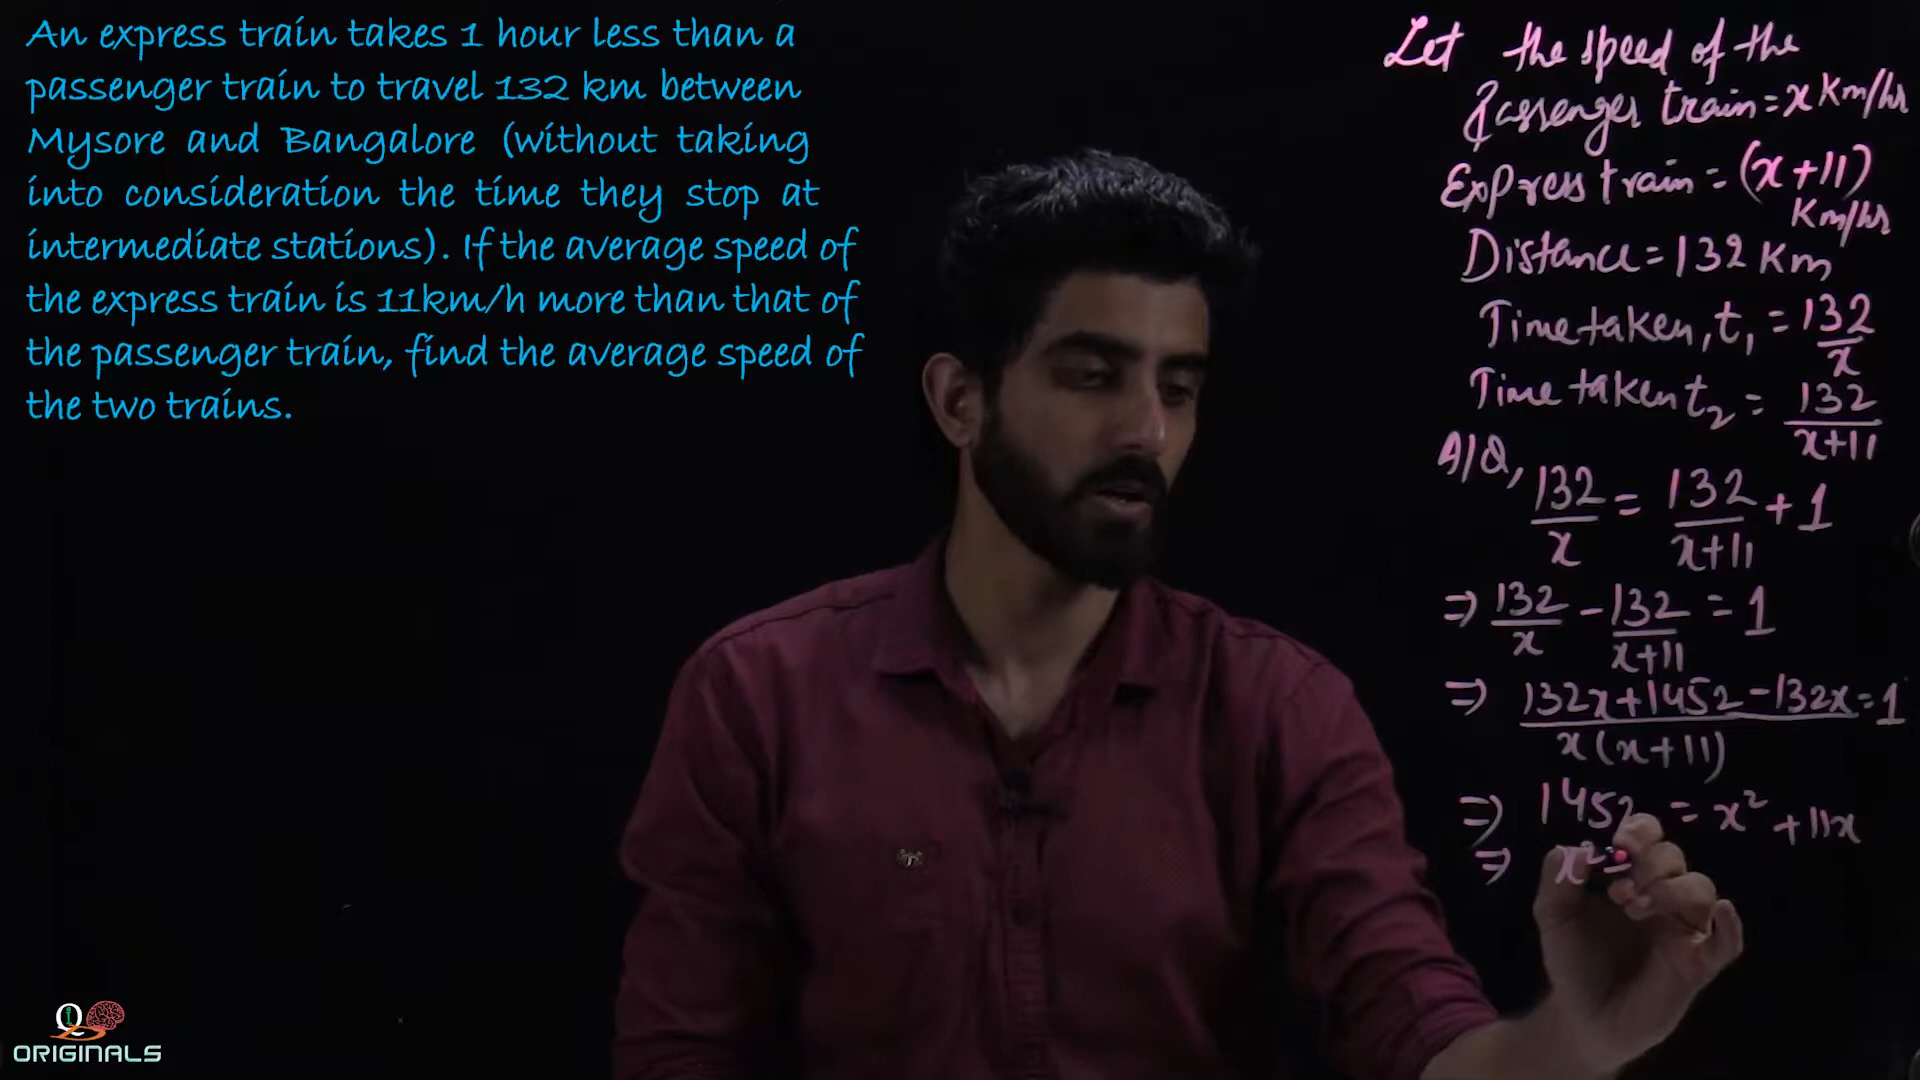 An express train takes 1 hour less than a
passenger train to travel 132 km between
Mysore and Bangalore (without taking
into consideration the time they stop at
intermediate stations). If the average speed of
the express train is 11km/h more than that of
the passenger train, find the average speed of
the two trains.
Let the speed of the
Passenger train = x Km/hr
Express train = (x+11)
Km/hr
Distance = 132 Km
Time taken, t₁ = 132/x
Time taken t₂ = 132/(x+11)
A/Q, 132/x = 132/(x+11) + 1
⇒ 132/x - 132/(x+11) = 1
⇒ (132x+1452-132x)/(x(x+11)) = 1
⇒ 1452 = x² + 11x
⇒ x²
QD
ORIGINALS